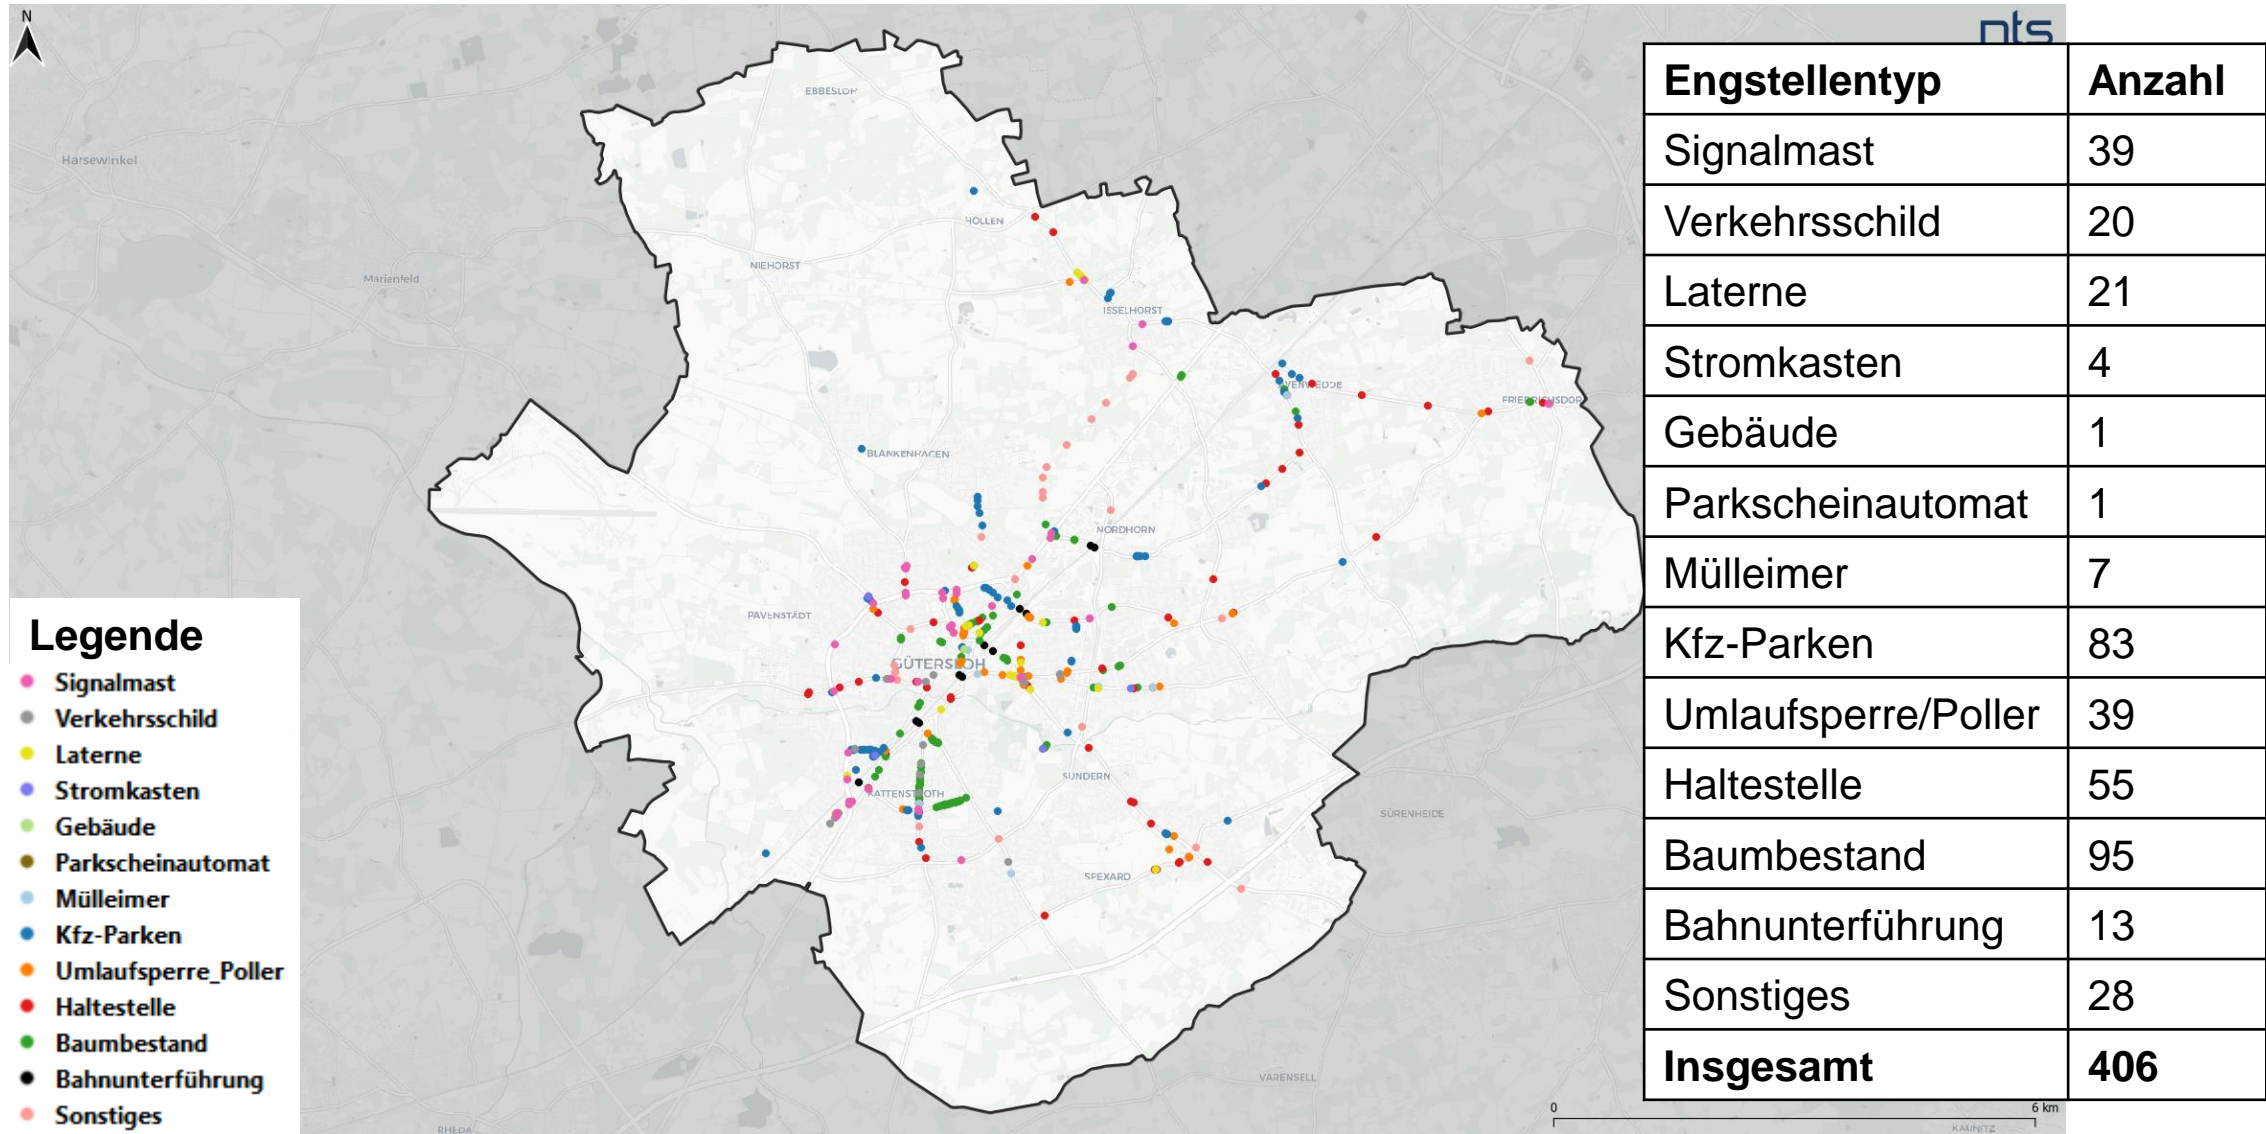 N
nts
EBBESLOH
Harsewinkel
HOLLEN
NIEHORST
Marienfeld
ISSELHORST
FRIEDRICHSDOR
BLANKENHAGEN
NORDHORN
PAVENSTÄDT
GÜTERSLOH
SUNDERN
KATTENSTROTH
SÜRENHEIDE
SPEXARD
VARENSELL
RHEDA
KAUNITZ
0 6 km
Legende
Signalmast
Verkehrsschild
Laterne
Stromkasten
Gebäude
Parkscheinautomat
Mülleimer
Kfz-Parken
Umlaufsperre_Poller
Haltestelle
Baumbestand
Bahnunterführung
Sonstiges
Engstellentyp Anzahl
Signalmast 39
Verkehrsschild 20
Laterne 21
Stromkasten 4
Gebäude 1
Parkscheinautomat 1
Mülleimer 7
Kfz-Parken 83
Umlaufsperre/Poller 39
Haltestelle 55
Baumbestand 95
Bahnunterführung 13
Sonstiges 28
Insgesamt 406